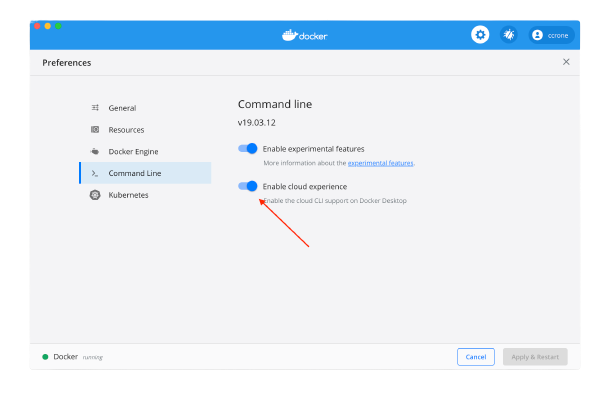 docker
ccrone
Preferences
General
Resources
Docker Engine
Command Line
Kubernetes
Command line
v19.03.12
Enable experimental features
More information about the experimental features.
Enable cloud experience
Enable the cloud CLI support on Docker Desktop
Docker running
Cancel
Apply & Restart